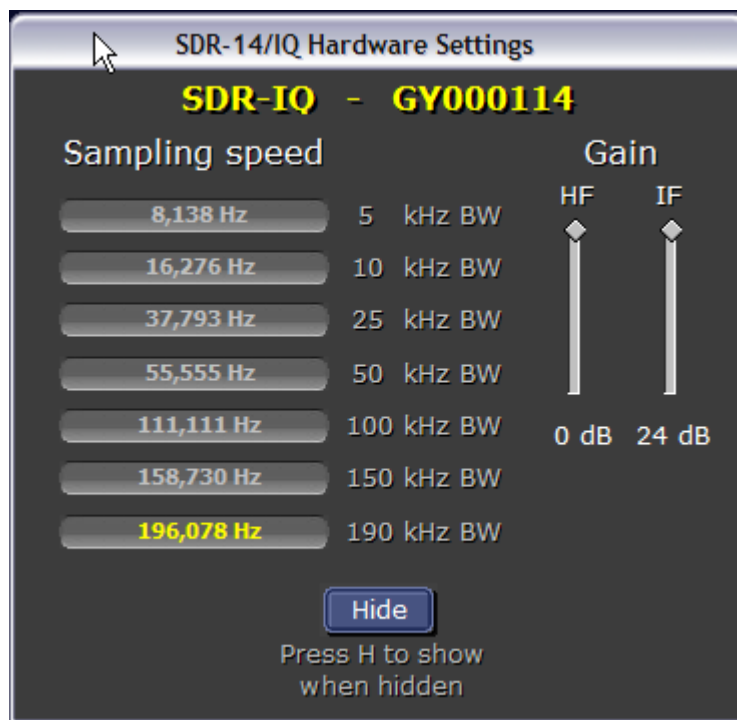 SDR-14/IQ Hardware Settings
SDR-IQ - GY000114
Sampling speed
Gain
HF IF
8,138 Hz 5 kHz BW
16,276 Hz 10 kHz BW
37,793 Hz 25 kHz BW
55,555 Hz 50 kHz BW
111,111 Hz 100 kHz BW
0 dB 24 dB
158,730 Hz 150 kHz BW
196,078 Hz 190 kHz BW
Hide
Press H to show
when hidden